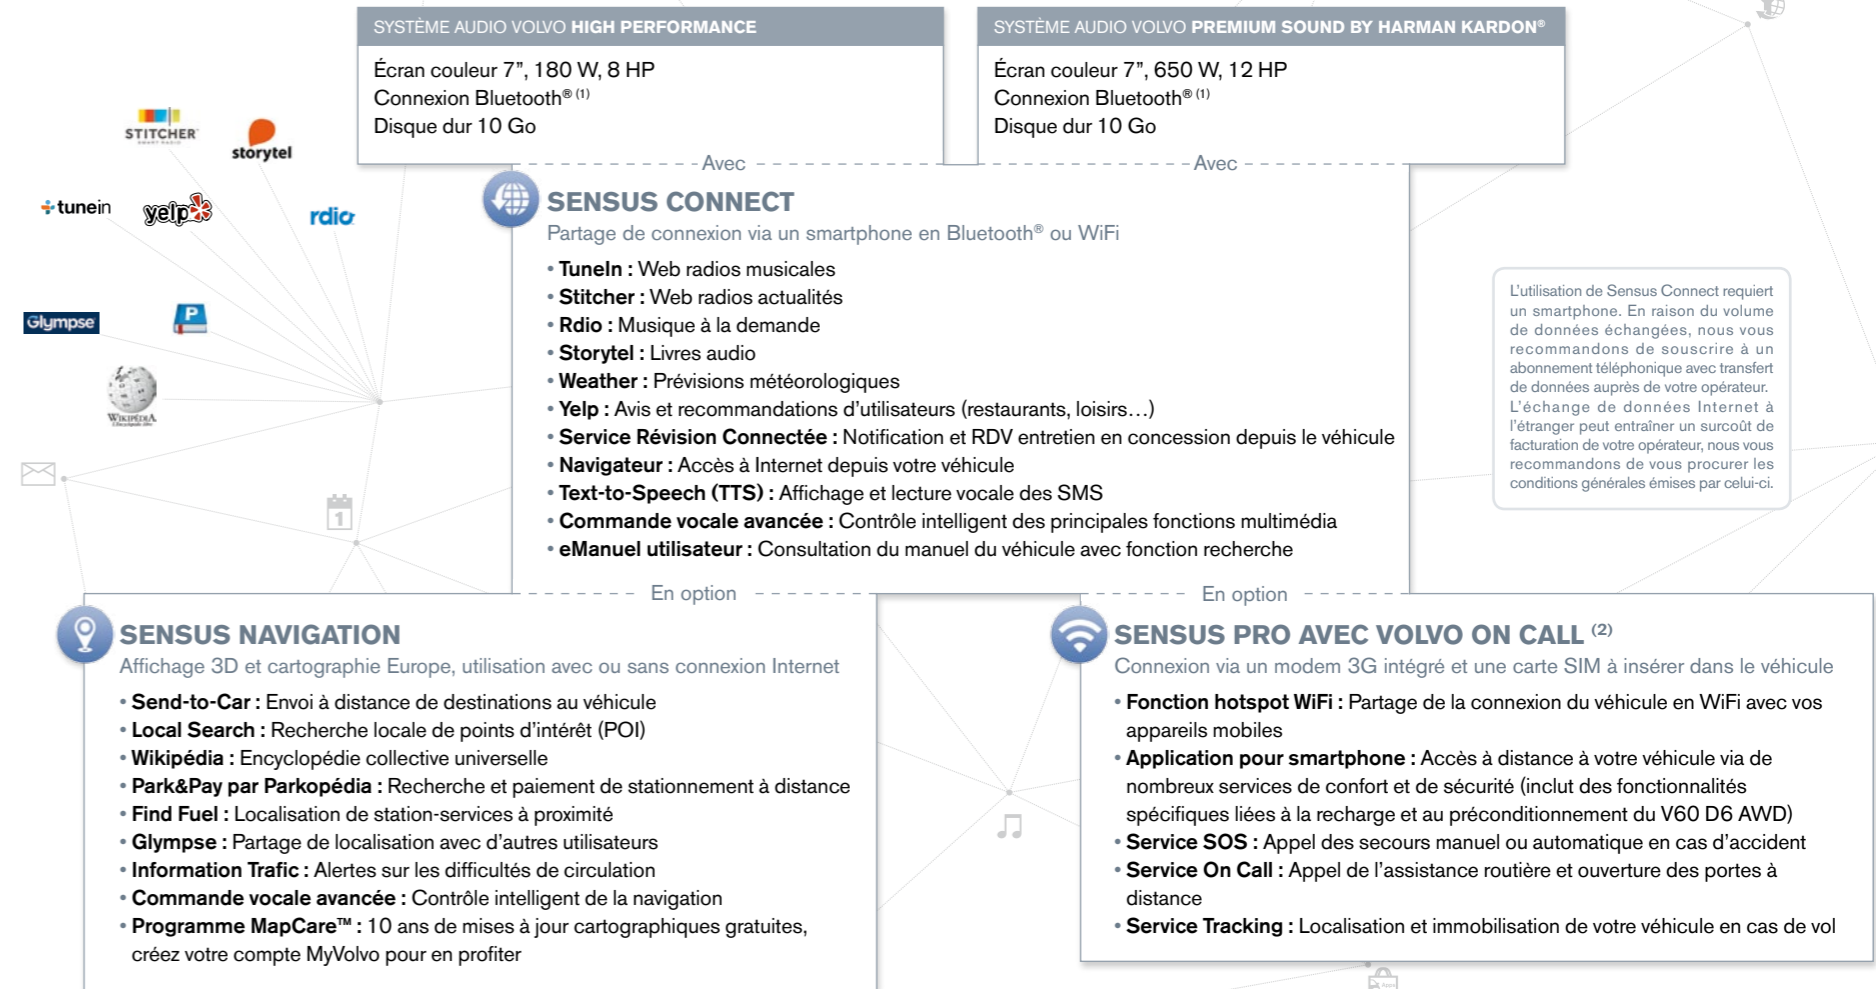 SYSTÈME AUDIO VOLVO HIGH PERFORMANCE
Écran couleur 7”, 180 W, 8 HP
Connexion Bluetooth® (1)
Disque dur 10 Go
SYSTÈME AUDIO VOLVO PREMIUM SOUND BY HARMAN KARDON®
Écran couleur 7”, 650 W, 12 HP
Connexion Bluetooth® (1)
Disque dur 10 Go
STITCHER
SMART RADIO
storytel
tunein
yelp
rdio
Glympse
P
WIKIPÉDIA
L'Encyclopédie libre
1
Avec
Avec
SENSUS CONNECT
Partage de connexion via un smartphone en Bluetooth® ou WiFi
• TuneIn : Web radios musicales
• Stitcher : Web radios actualités
• Rdio : Musique à la demande
• Storytel : Livres audio
• Weather : Prévisions météorologiques
• Yelp : Avis et recommandations d’utilisateurs (restaurants, loisirs…)
• Service Révision Connectée : Notification et RDV entretien en concession depuis le véhicule
• Navigateur : Accès à Internet depuis votre véhicule
• Text-to-Speech (TTS) : Affichage et lecture vocale des SMS
• Commande vocale avancée : Contrôle intelligent des principales fonctions multimédia
• eManuel utilisateur : Consultation du manuel du véhicule avec fonction recherche
L’utilisation de Sensus Connect requiert
un smartphone. En raison du volume
de données échangées, nous vous
recommandons de souscrire à un
abonnement téléphonique avec transfert
de données auprès de votre opérateur.
L’échange de données Internet à
l’étranger peut entraîner un surcoût de
facturation de votre opérateur, nous vous
recommandons de vous procurer les
conditions générales émises par celui-ci.
En option
En option
SENSUS NAVIGATION
Affichage 3D et cartographie Europe, utilisation avec ou sans connexion Internet
• Send-to-Car : Envoi à distance de destinations au véhicule
• Local Search : Recherche locale de points d’intérêt (POI)
• Wikipédia : Encyclopédie collective universelle
• Park&Pay par Parkopédia : Recherche et paiement de stationnement à distance
• Find Fuel : Localisation de station-services à proximité
• Glympse : Partage de localisation avec d’autres utilisateurs
• Information Trafic : Alertes sur les difficultés de circulation
• Commande vocale avancée : Contrôle intelligent de la navigation
• Programme MapCare™ : 10 ans de mises à jour cartographiques gratuites,
créez votre compte MyVolvo pour en profiter
SENSUS PRO AVEC VOLVO ON CALL (2)
Connexion via un modem 3G intégré et une carte SIM à insérer dans le véhicule
• Fonction hotspot WiFi : Partage de la connexion du véhicule en WiFi avec vos
appareils mobiles
• Application pour smartphone : Accès à distance à votre véhicule via de
nombreux services de confort et de sécurité (inclut des fonctionnalités
spécifiques liées à la recharge et au préconditionnement du V60 D6 AWD)
• Service SOS : Appel des secours manuel ou automatique en cas d’accident
• Service On Call : Appel de l’assistance routière et ouverture des portes à
distance
• Service Tracking : Localisation et immobilisation de votre véhicule en cas de vol
Apps